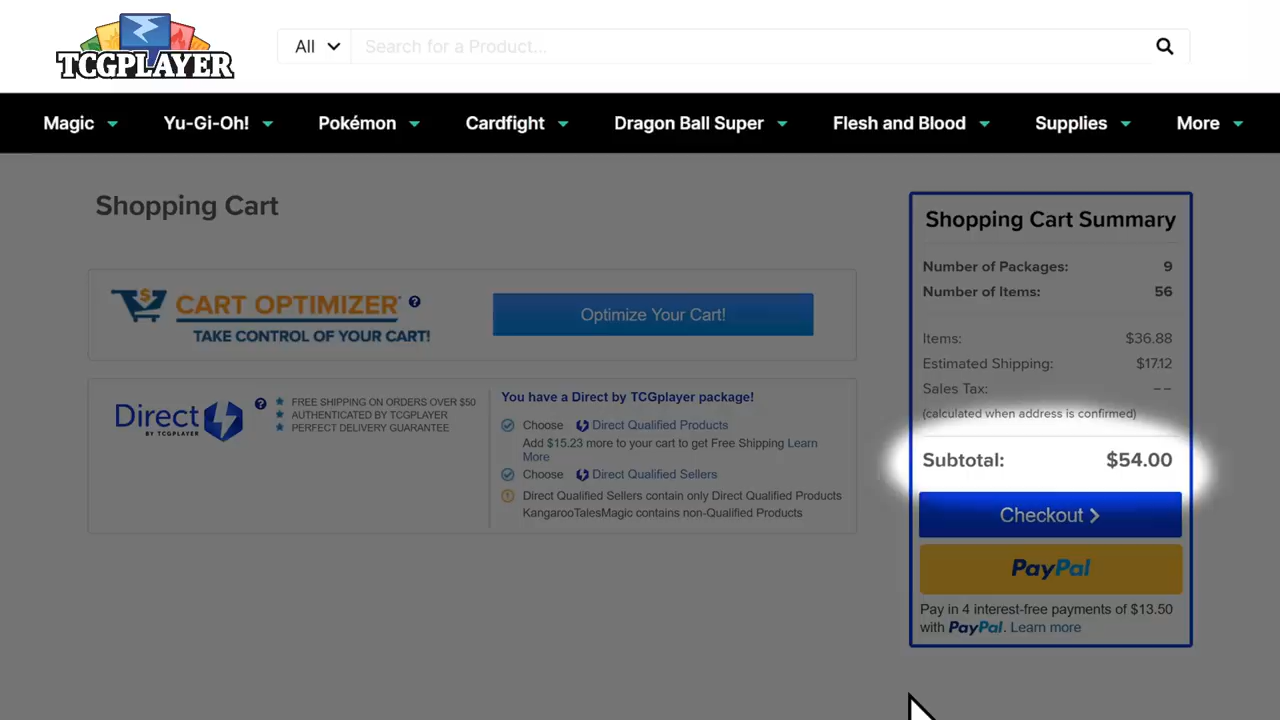 TCGPLAYER
All
Search for a Product...
Magic
Yu-Gi-Oh!
Pokémon
Cardfight
Dragon Ball Super
Flesh and Blood
Supplies
More
Shopping Cart
CART OPTIMIZER ?
TAKE CONTROL OF YOUR CART!
Optimize Your Cart!
Direct
BY TCGPLAYER
?
FREE SHIPPING ON ORDERS OVER $50
AUTHENTICATED BY TCGPLAYER
PERFECT DELIVERY GUARANTEE
You have a Direct by TCGplayer package!
Choose Direct Qualified Products
Add $15.23 more to your cart to get Free Shipping Learn
More
Choose Direct Qualified Sellers
Direct Qualified Sellers contain only Direct Qualified Products
KangarooTalesMagic contains non-Qualified Products
Shopping Cart Summary
Number of Packages: 9
Number of Items: 56
Items: $36.88
Estimated Shipping: $17.12
Sales Tax: – –
(calculated when address is confirmed)
Subtotal: $54.00
Checkout
PayPal
Pay in 4 interest-free payments of $13.50
with PayPal. Learn more